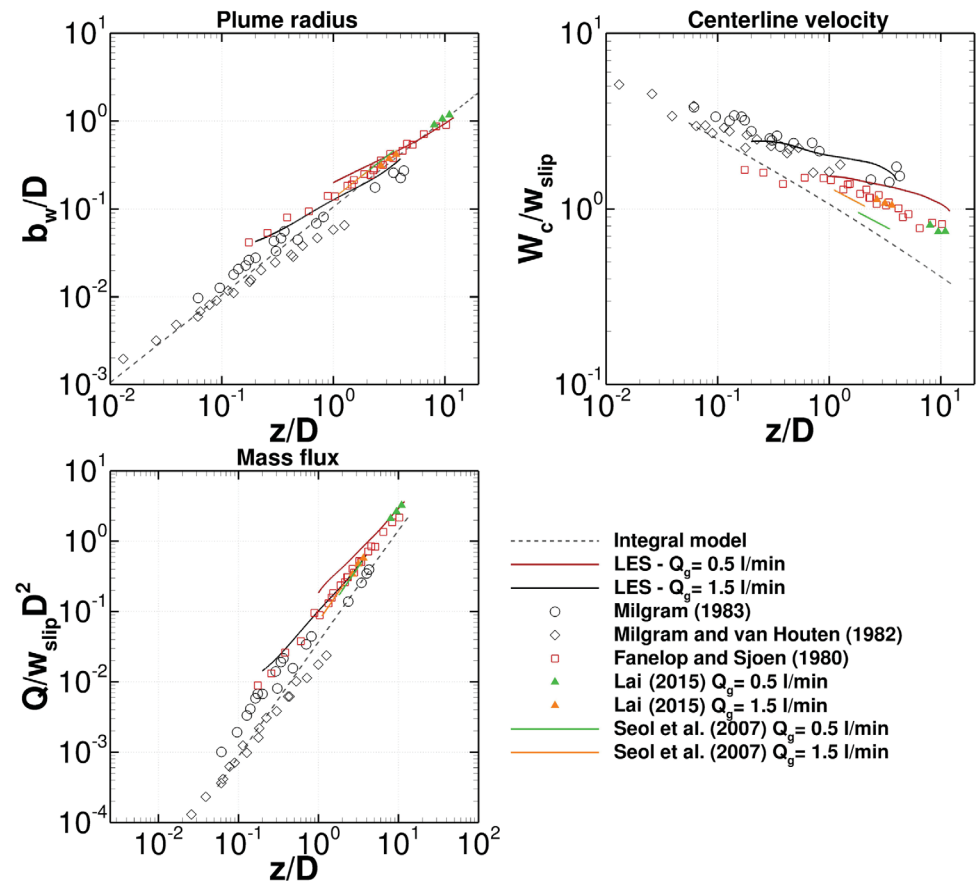 Plume radius
10^1
10^0
10^-1
10^-2
10^-3
b_w/D
10^-2 10^-1 10^0 10^1
z/D
Centerline velocity
10^1
10^0
10^-1
W_c/w_slip
10^-2 10^-1 10^0 10^1
z/D
Mass flux
10^1
10^0
10^-1
10^-2
10^-3
10^-4
Q/w_slip D^2
10^-2 10^-1 10^0 10^1 10^2
z/D
Integral model
LES - Q_g= 0.5 l/min
LES - Q_g= 1.5 l/min
Milgram (1983)
Milgram and van Houten (1982)
Fanelop and Sjoen (1980)
Lai (2015) Q_g= 0.5 l/min
Lai (2015) Q_g= 1.5 l/min
Seol et al. (2007) Q_g= 0.5 l/min
Seol et al. (2007) Q_g= 1.5 l/min